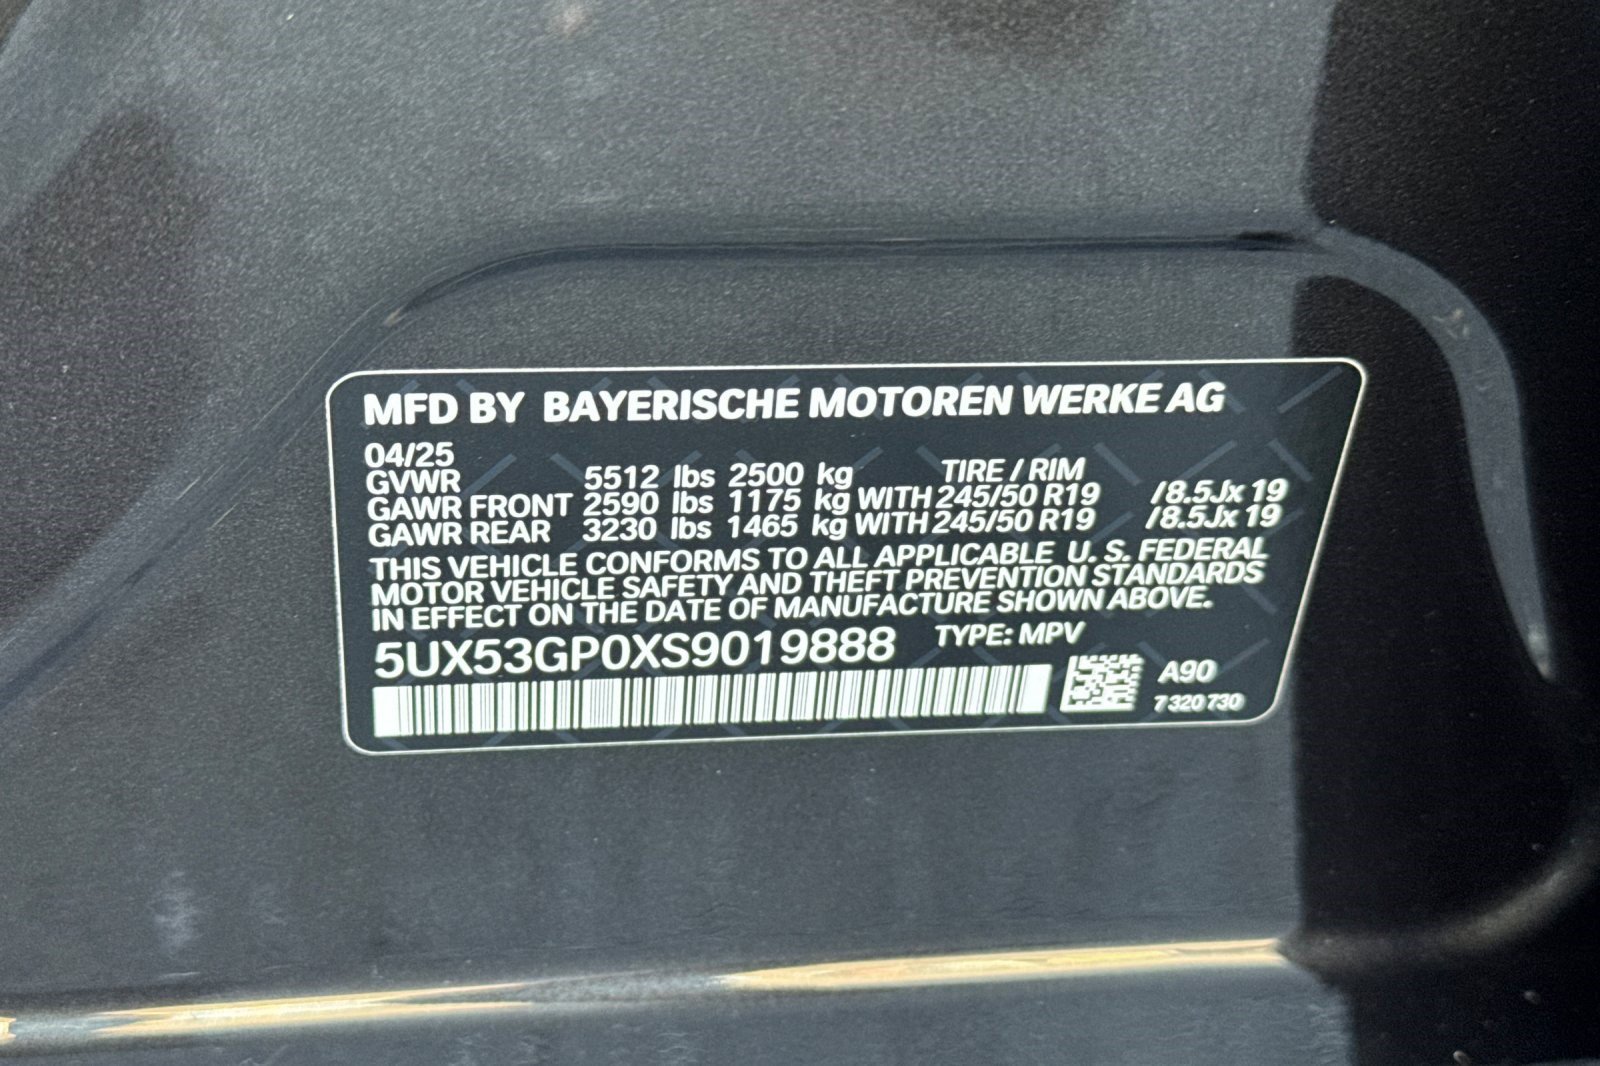 MFD BY BAYERISCHE MOTOREN WERKE AG
04/25
GVWR 5512 lbs 2500 kg TIRE / RIM
GAWR FRONT 2590 lbs 1175 kg WITH 245/50 R19 /8.5Jx 19
GAWR REAR 3230 lbs 1465 kg WITH 245/50 R19 /8.5Jx 19
THIS VEHICLE CONFORMS TO ALL APPLICABLE U. S. FEDERAL
MOTOR VEHICLE SAFETY AND THEFT PREVENTION STANDARDS
IN EFFECT ON THE DATE OF MANUFACTURE SHOWN ABOVE.
5UX53GP0XS9019888 TYPE: MPV
A90
7 320 730